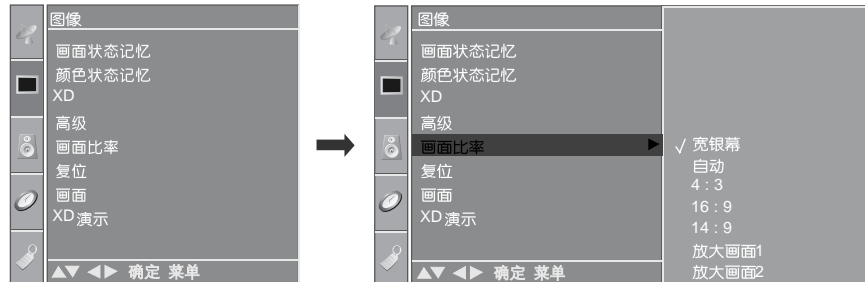 图像
画面状态记忆
颜色状态记忆
XD
高级
画面比率
复位
画面
XD演示
▲▼ ◀▶ 确定 菜单
图像
画面状态记忆
颜色状态记忆
XD
高级
画面比率 ▶
复位
画面
XD演示
▲▼ ◀▶ 确定 菜单
√ 宽银幕
自动
4 : 3
16 : 9
14 : 9
放大画面1
放大画面2